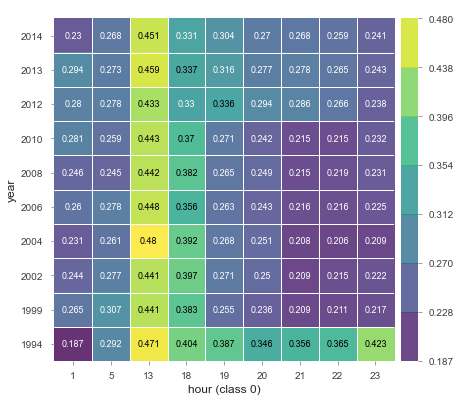 0.480
2014 0.23 0.268 0.451 0.331 0.304 0.27 0.268 0.259 0.241
0.438
2013 0.294 0.273 0.459 0.337 0.316 0.277 0.278 0.265 0.243
0.396
2012 0.28 0.278 0.433 0.33 0.336 0.294 0.286 0.266 0.238
2010 0.281 0.259 0.443 0.37 0.271 0.242 0.215 0.215 0.232
0.354
2008 0.246 0.245 0.442 0.382 0.265 0.249 0.215 0.219 0.231
year
0.312
2006 0.26 0.278 0.448 0.356 0.263 0.243 0.216 0.216 0.225
2004 0.231 0.261 0.48 0.392 0.268 0.251 0.208 0.206 0.209
0.270
2002 0.244 0.277 0.441 0.397 0.271 0.25 0.209 0.215 0.222
1999 0.265 0.307 0.441 0.383 0.255 0.236 0.209 0.211 0.217
0.228
1994 0.187 0.292 0.471 0.404 0.387 0.346 0.356 0.365 0.423
0.187
1 5 13 18 19 20 21 22 23
hour (class 0)